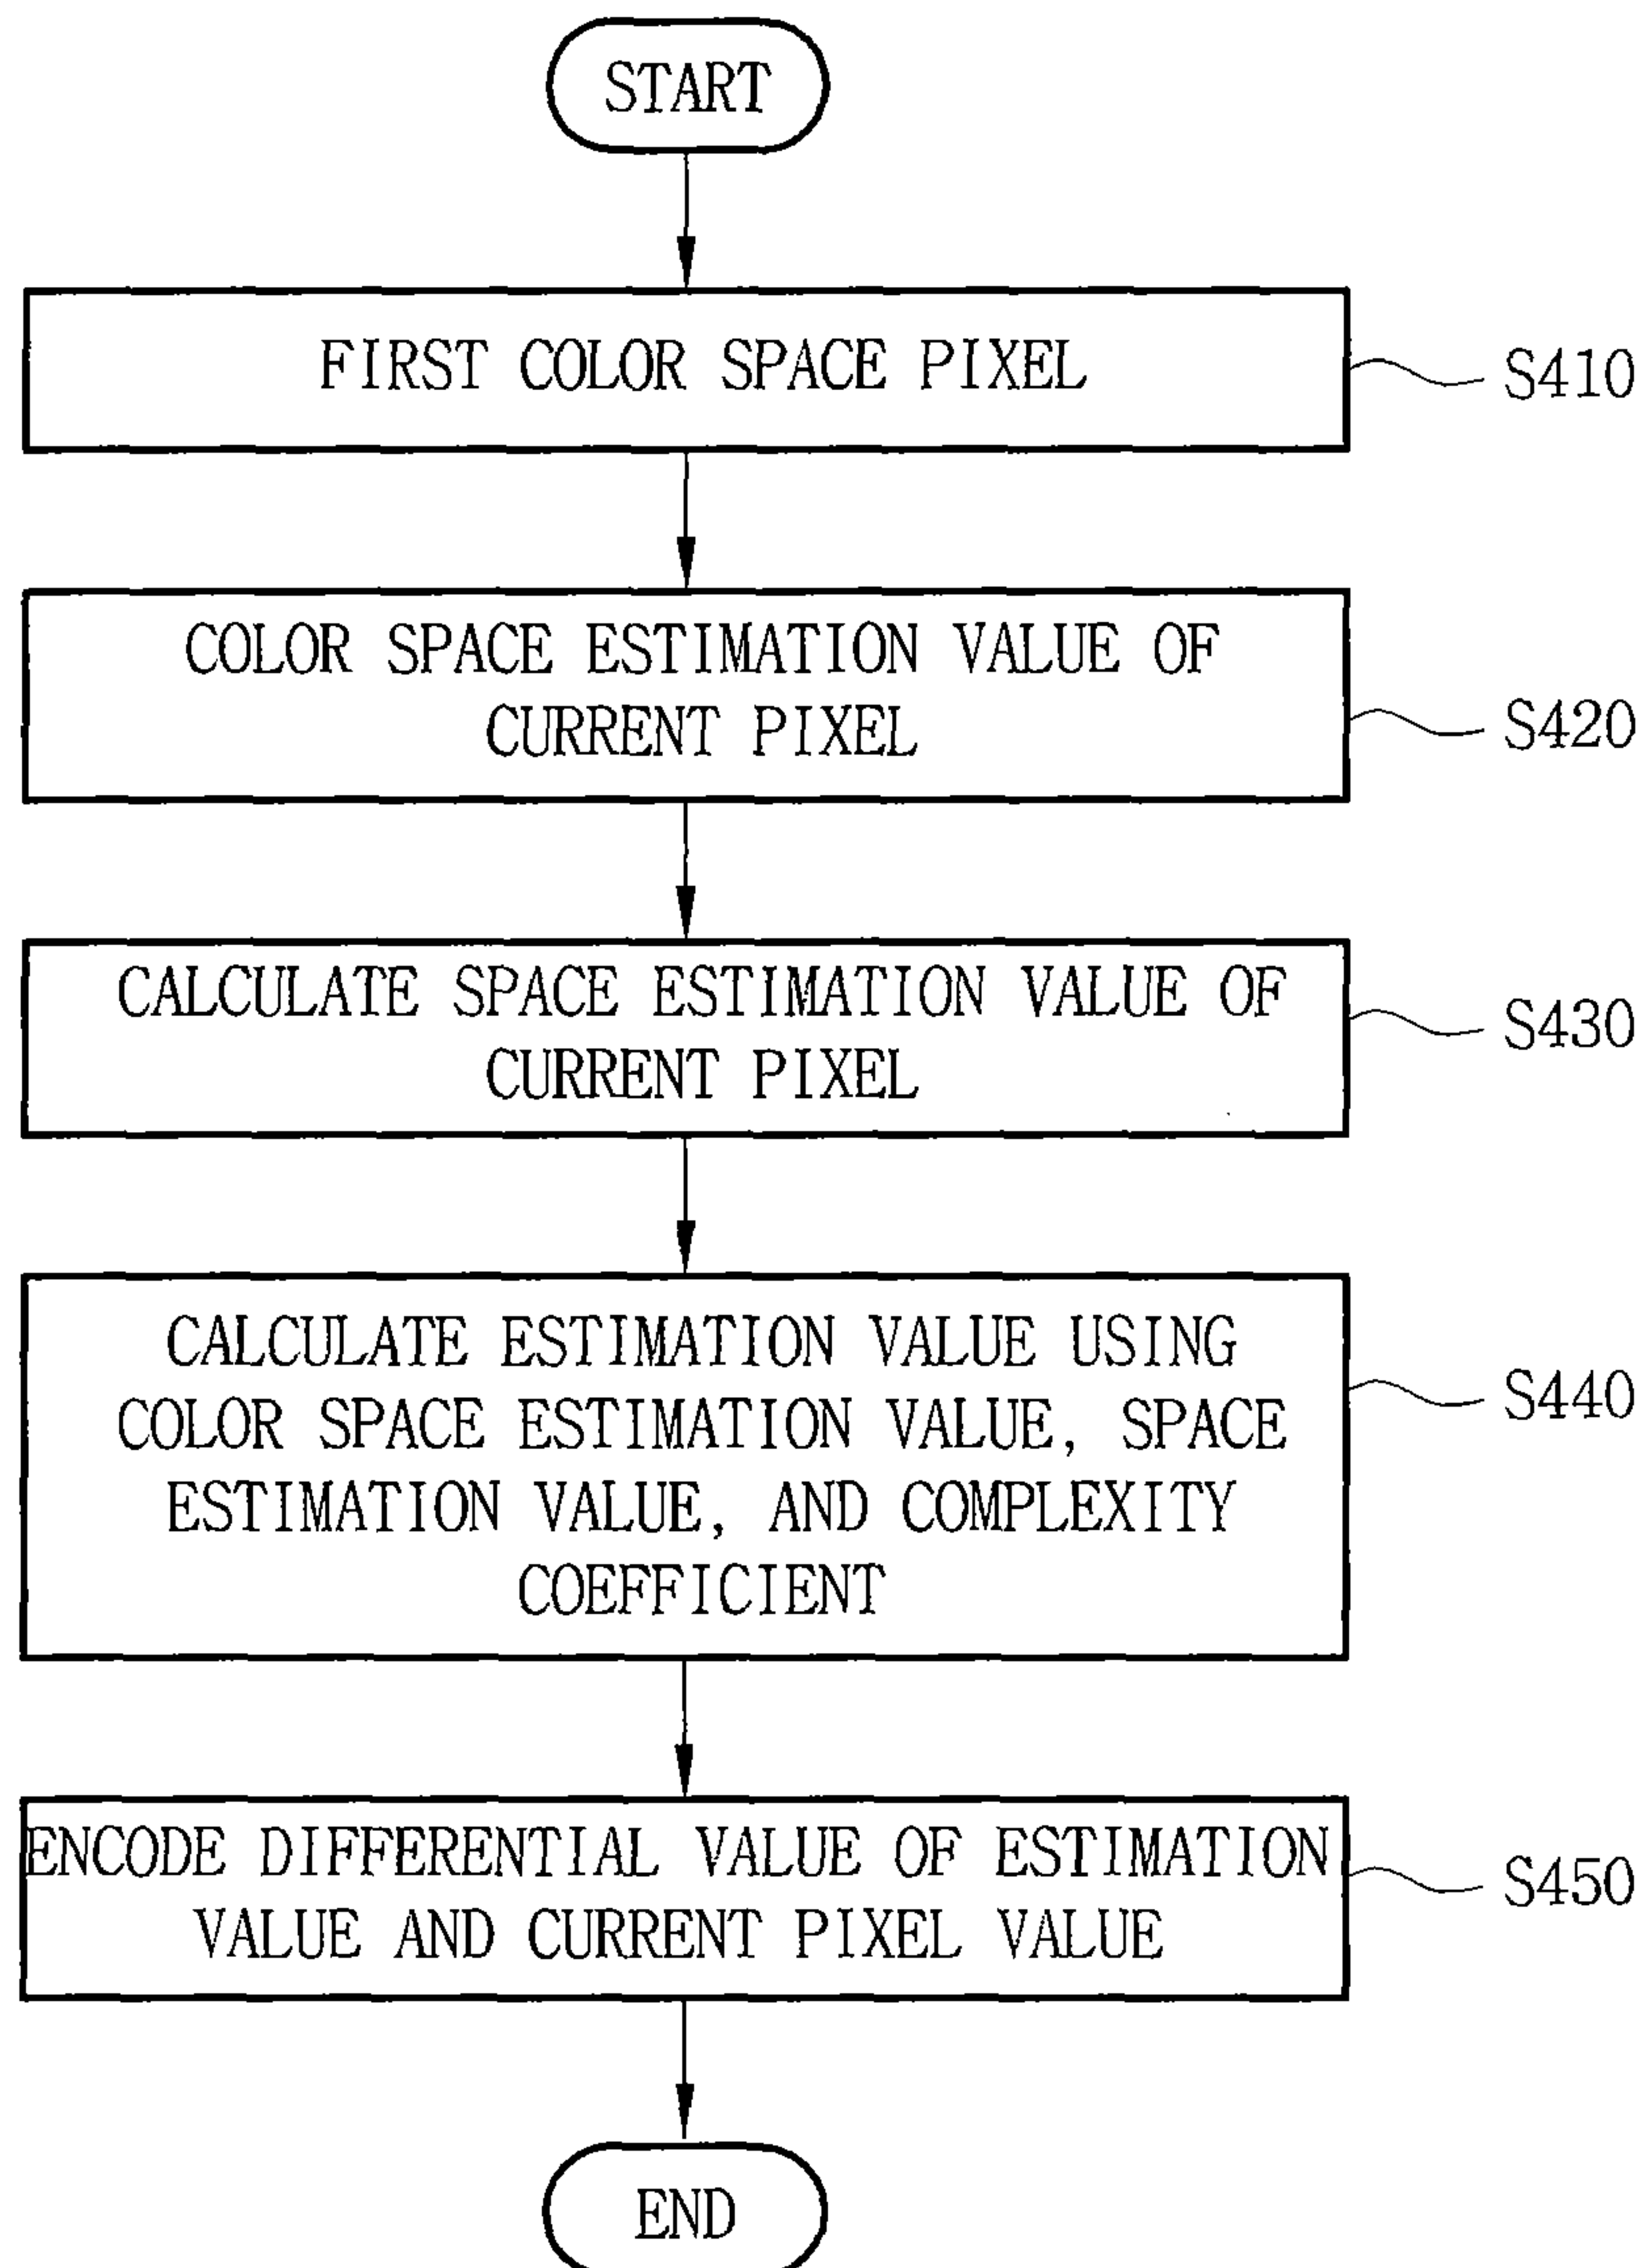 START
FIRST COLOR SPACE PIXEL
S410
COLOR SPACE ESTIMATION VALUE OF
CURRENT PIXEL
S420
CALCULATE SPACE ESTIMATION VALUE OF
CURRENT PIXEL
S430
CALCULATE ESTIMATION VALUE USING
COLOR SPACE ESTIMATION VALUE, SPACE
ESTIMATION VALUE, AND COMPLEXITY
COEFFICIENT
S440
ENCODE DIFFERENTIAL VALUE OF ESTIMATION
VALUE AND CURRENT PIXEL VALUE
S450
END